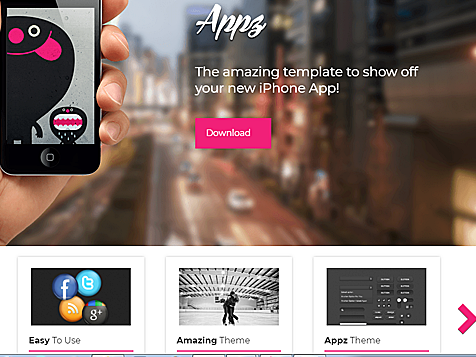 Appz
The amazing template to show off
your new iPhone App!
Download
Easy To Use
Amazing Theme
Appz Theme